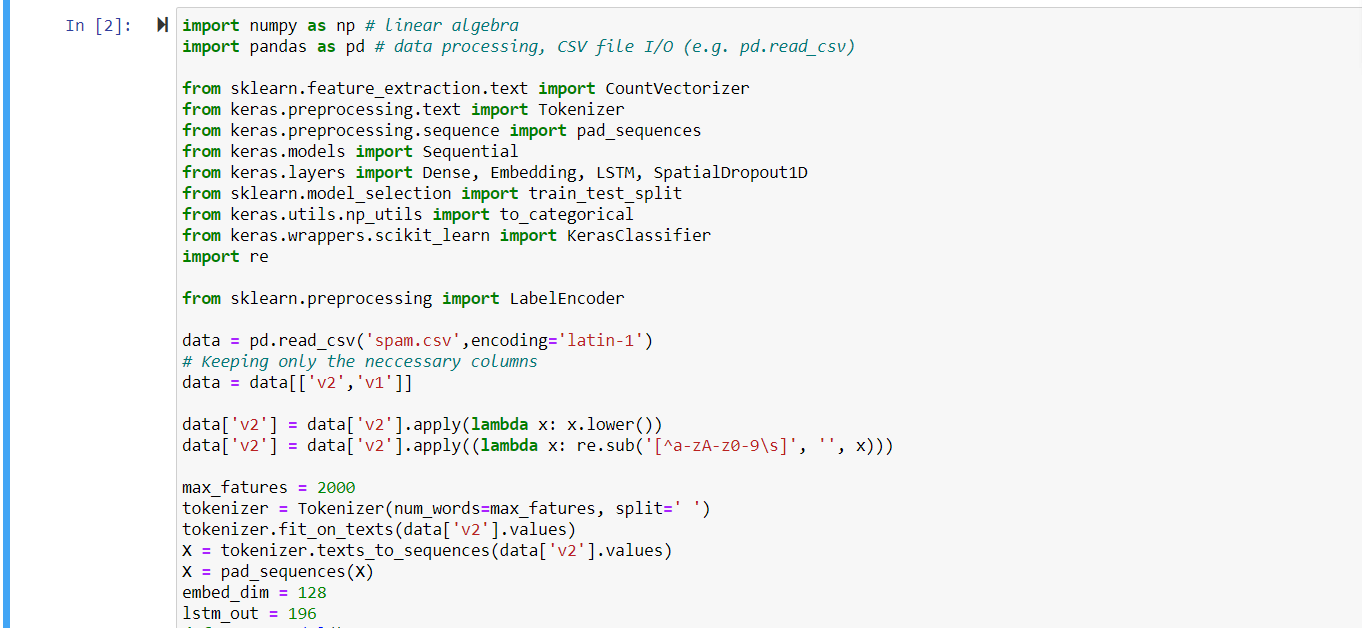 In [2]:
import numpy as np # linear algebra
import pandas as pd # data processing, CSV file I/O (e.g. pd.read_csv)
from sklearn.feature_extraction.text import CountVectorizer
from keras.preprocessing.text import Tokenizer
from keras.preprocessing.sequence import pad_sequences
from keras.models import Sequential
from keras.layers import Dense, Embedding, LSTM, SpatialDropout1D
from sklearn.model_selection import train_test_split
from keras.utils.np_utils import to_categorical
from keras.wrappers.scikit_learn import KerasClassifier
import re
from sklearn.preprocessing import LabelEncoder
data = pd.read_csv('spam.csv',encoding='latin-1')
# Keeping only the neccessary columns
data = data[['v2','v1']]
data['v2'] = data['v2'].apply(lambda x: x.lower())
data['v2'] = data['v2'].apply((lambda x: re.sub('[^a-zA-z0-9\s]', '', x)))
max_fatures = 2000
tokenizer = Tokenizer(num_words=max_fatures, split=' ')
tokenizer.fit_on_texts(data['v2'].values)
X = tokenizer.texts_to_sequences(data['v2'].values)
X = pad_sequences(X)
embed_dim = 128
lstm_out = 196